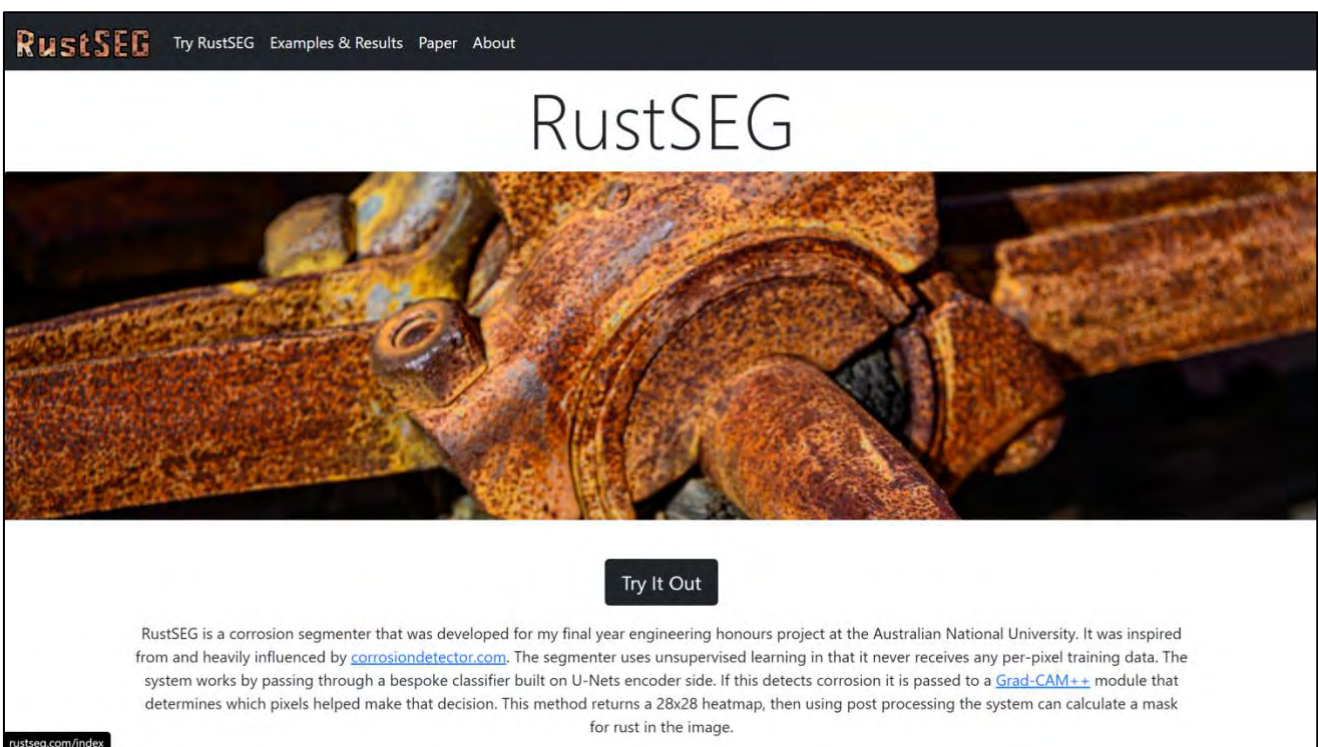 RustSEG Try RustSEG Examples & Results Paper About
RustSEG
Try It Out
RustSEG is a corrosion segmenter that was developed for my final year engineering honours project at the Australian National University. It was inspired
from and heavily influenced by corrosiondetector.com. The segmenter uses unsupervised learning in that it never receives any per-pixel training data. The
system works by passing through a bespoke classifier built on U-Nets encoder side. If this detects corrosion it is passed to a Grad-CAM++ module that
determines which pixels helped make that decision. This method returns a 28x28 heatmap, then using post processing the system can calculate a mask
for rust in the image.
rustseg.com/index